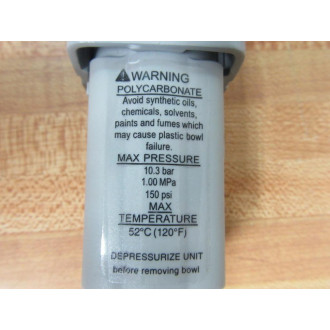 WARNING
POLYCARBONATE
Avoid synthetic oils,
chemicals, solvents,
paints and fumes which
may cause plastic bowl
failure.
MAX PRESSURE
10.3 bar
1.00 MPa
150 psi
MAX
TEMPERATURE
52°C (120°F)
DEPRESSURIZE UNIT
before removing bowl